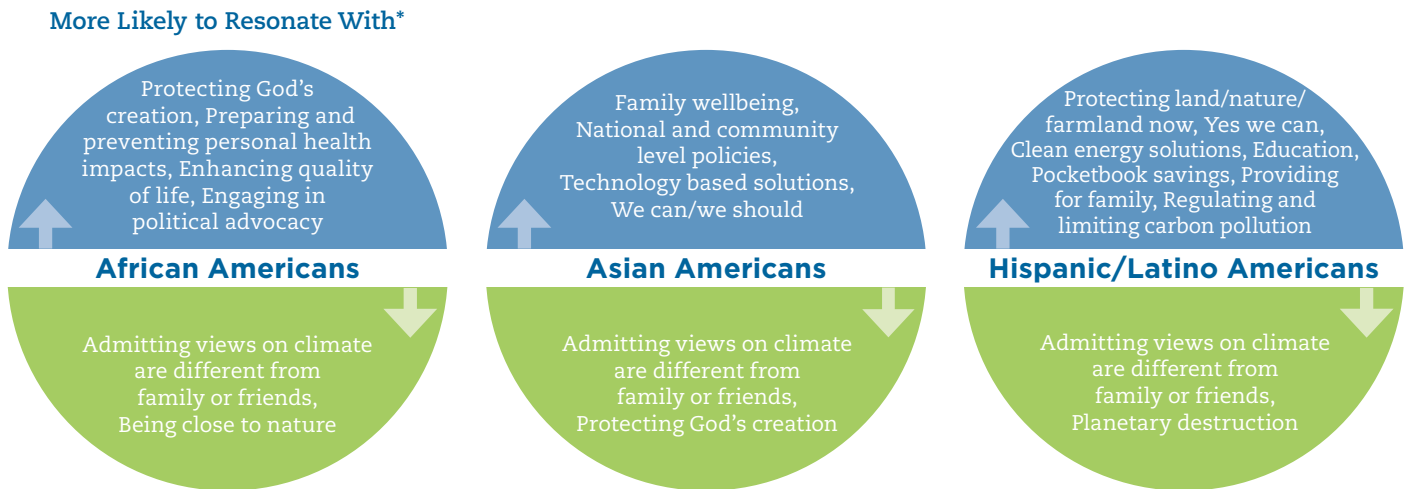 More Likely to Resonate With*
Protecting God's
creation, Preparing and
preventing personal health
impacts, Enhancing quality
of life, Engaging in
political advocacy
African Americans
Admitting views on climate
are different from
family or friends,
Being close to nature
Family wellbeing,
National and community
level policies,
Technology based solutions,
We can/we should
Asian Americans
Admitting views on climate
are different from
family or friends,
Protecting God's creation
Protecting land/nature/
farmland now, Yes we can,
Clean energy solutions, Education,
Pocketbook savings, Providing
for family, Regulating and
limiting carbon pollution
Hispanic/Latino Americans
Admitting views on climate
are different from
family or friends,
Planetary destruction